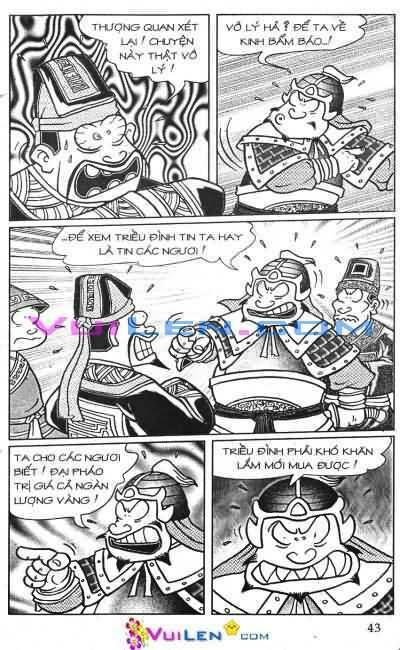 THƯỢNG QUAN XÉT
LẠI! CHUYỆN
NÀY THẬT VÔ
LÝ!
VÔ LÝ HẢ? ĐỂ TA VỀ
KINH BẨM BÁO...!
...ĐỂ XEM TRIỀU ĐÌNH TIN TA HAY
LÀ TIN CÁC NGƯƠI!
VUILEN.COM
TA CHO CÁC NGƯƠI
BIẾT! ĐẠI PHÁO
TRỊ GIÁ CẢ NGÀN
LƯỢNG VÀNG!
TRIỀU ĐÌNH PHẢI KHÓ KHĂN
LẮM MỚI MUA ĐƯỢC!
43
VUILEN.COM